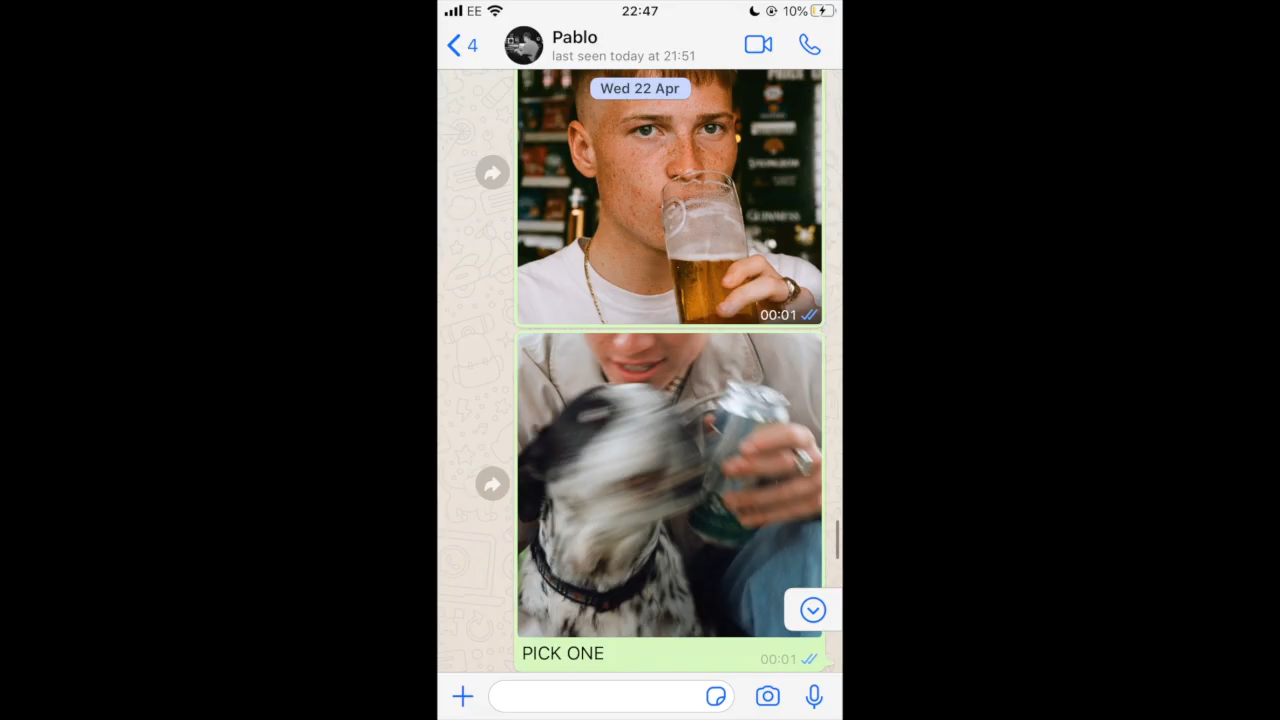 EE
22:47
10%
4
Pablo
last seen today at 21:51
Wed 22 Apr
GUINNESS
00:01
PICK ONE
00:01